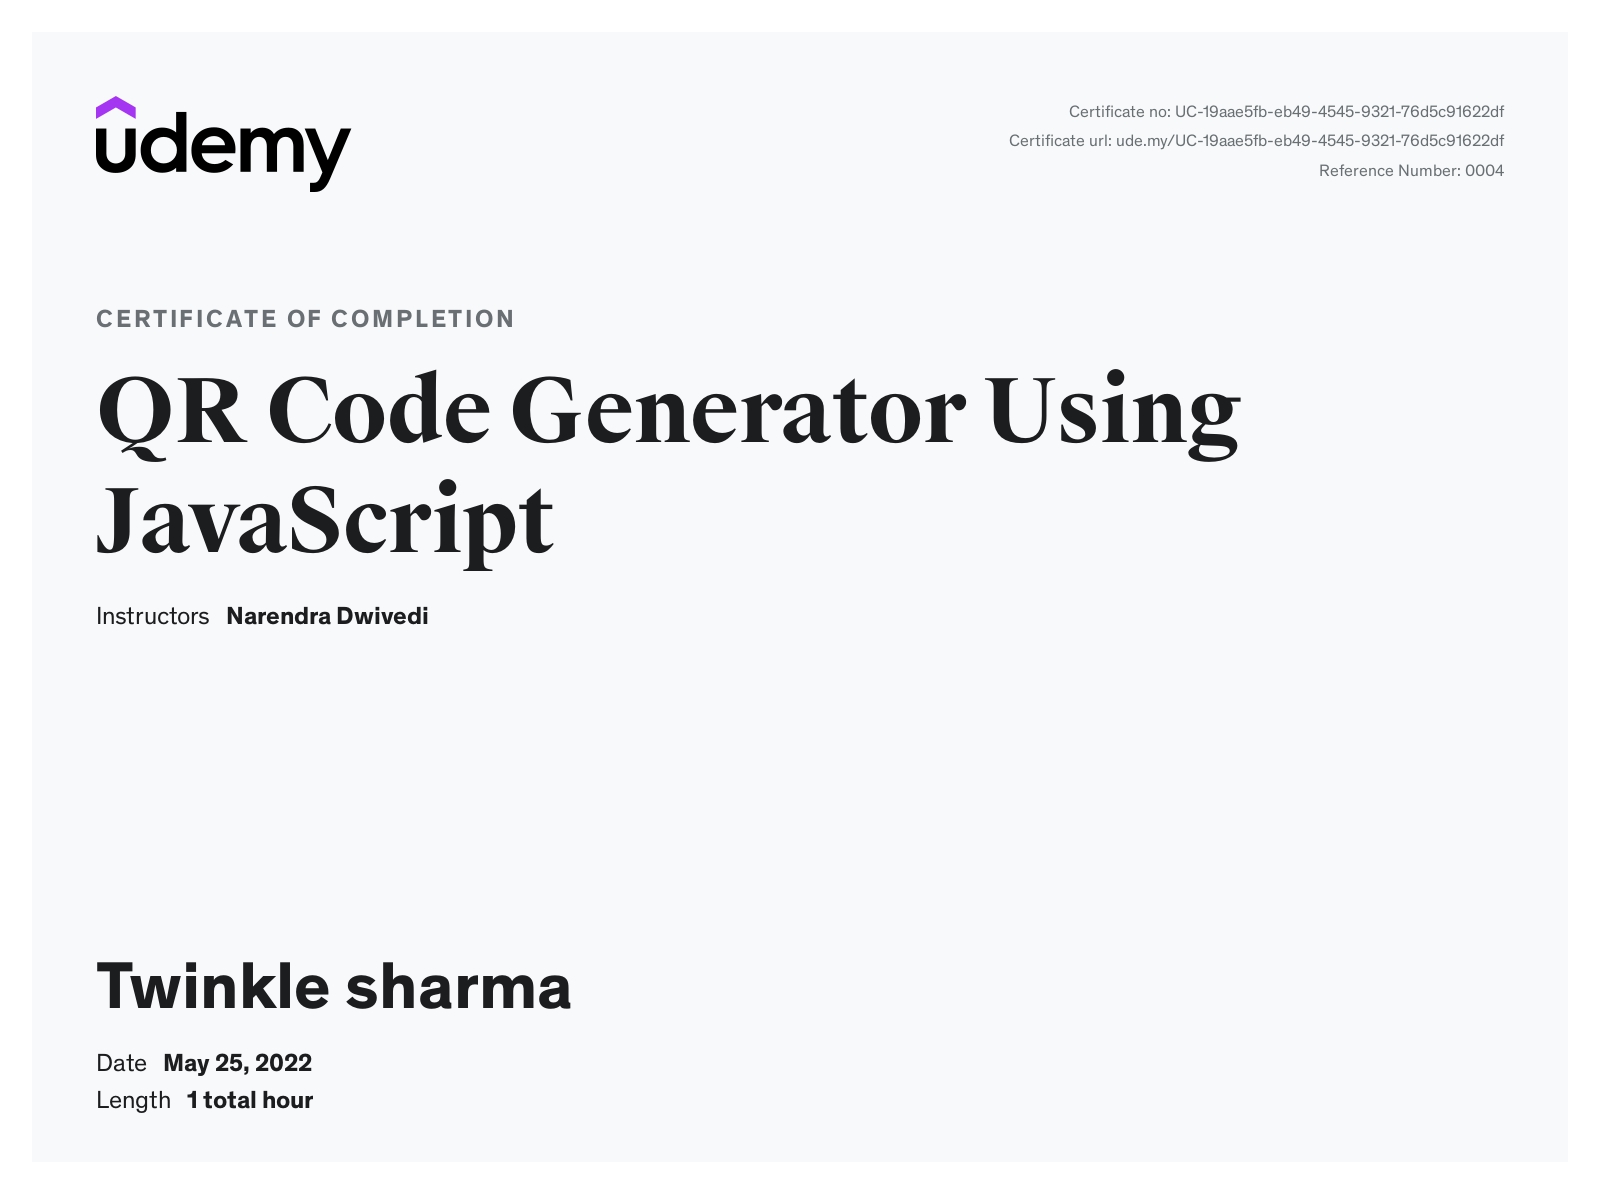 udemy
Certificate no: UC-19aae5fb-eb49-4545-9321-76d5c91622df
Certificate url: ude.my/UC-19aae5fb-eb49-4545-9321-76d5c91622df
Reference Number: 0004
CERTIFICATE OF COMPLETION
QR Code Generator Using
JavaScript
Instructors Narendra Dwivedi
Twinkle sharma
Date May 25, 2022
Length 1 total hour